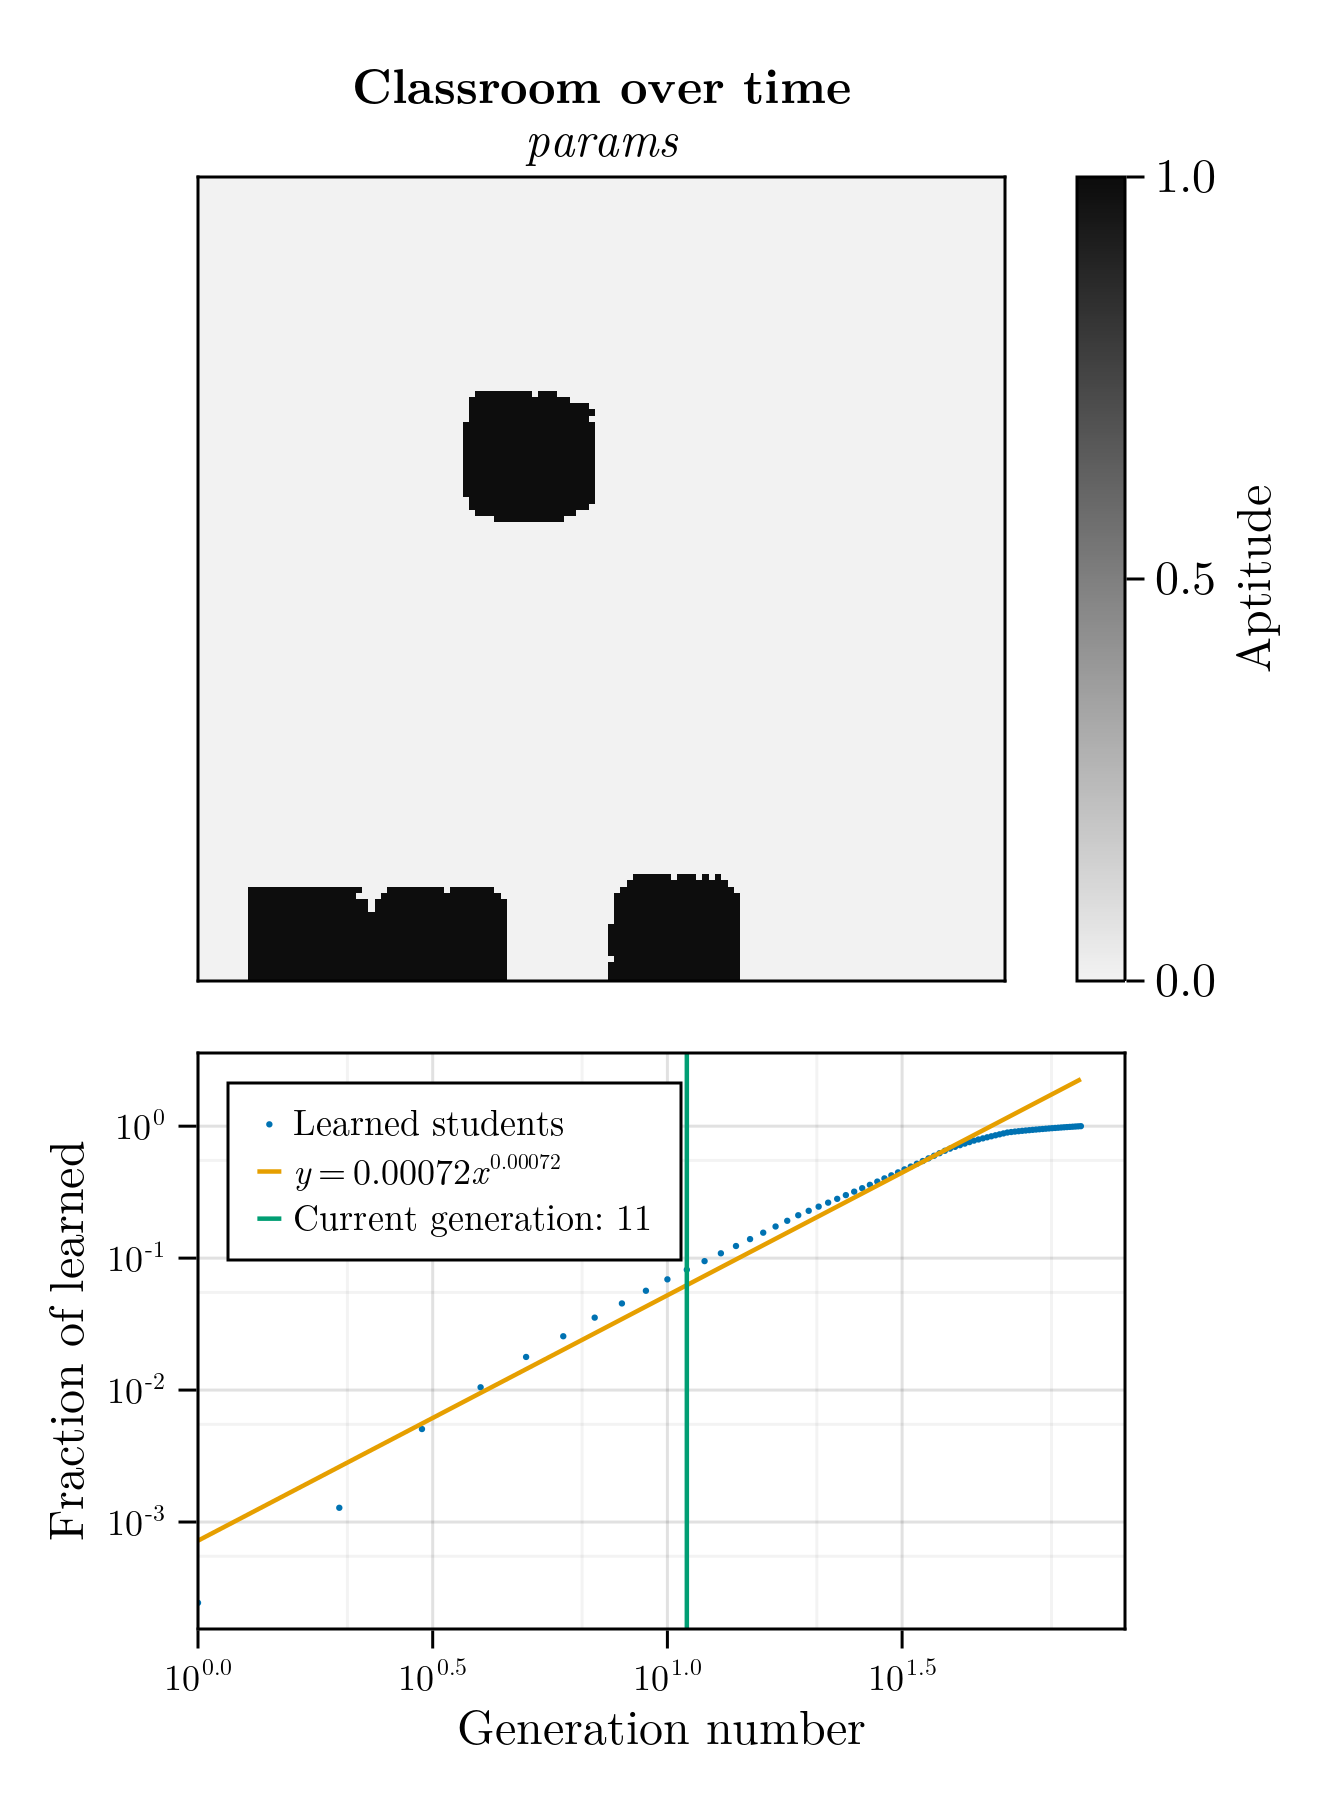 Classroom over time
params
1.0
0.5
0.0
Aptitude
Learned students
y = 0.00072x^0.00072
Current generation: 11
10^0
10^-1
10^-2
10^-3
Fraction of learned
10^0.0 10^0.5 10^1.0 10^1.5
Generation number